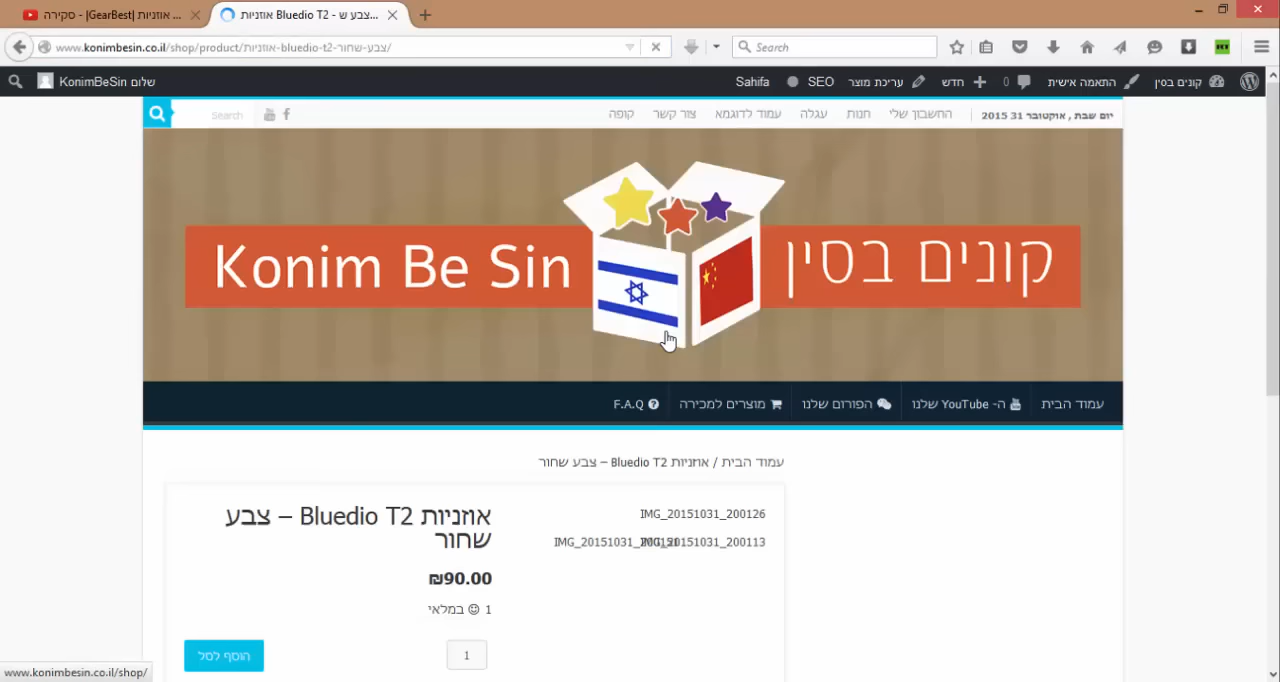 סקירה - |GearBest| אוזניות ...
אוזניות Bluedio T2 - צבע ש...
www.konimbesin.co.il/shop/product/אוזניות-bluedio-t2-צבע-שחור/
Search
שלום KonimBeSin
קונים בסין
התאמה אישית
0
חדש
עריכת מוצר
SEO
Sahifa
יום שבת , אוקטובר 31 2015
החשבון שלי
חנות
עגלה
עמוד לדוגמא
צור קשר
קופה
Search
Konim Be Sin
קונים בסין
עמוד הבית
ה- YouTube שלנו
הפורום שלנו
מוצרים למכירה
F.A.Q
עמוד הבית / אוזניות Bluedio T2 – צבע שחור
IMG_20151031_200126
IMG_20151031_200113
אוזניות Bluedio T2 – צבע
שחור
₪90.00
1 ☺ במלאי
1
הוסף לסל
www.konimbesin.co.il/shop/